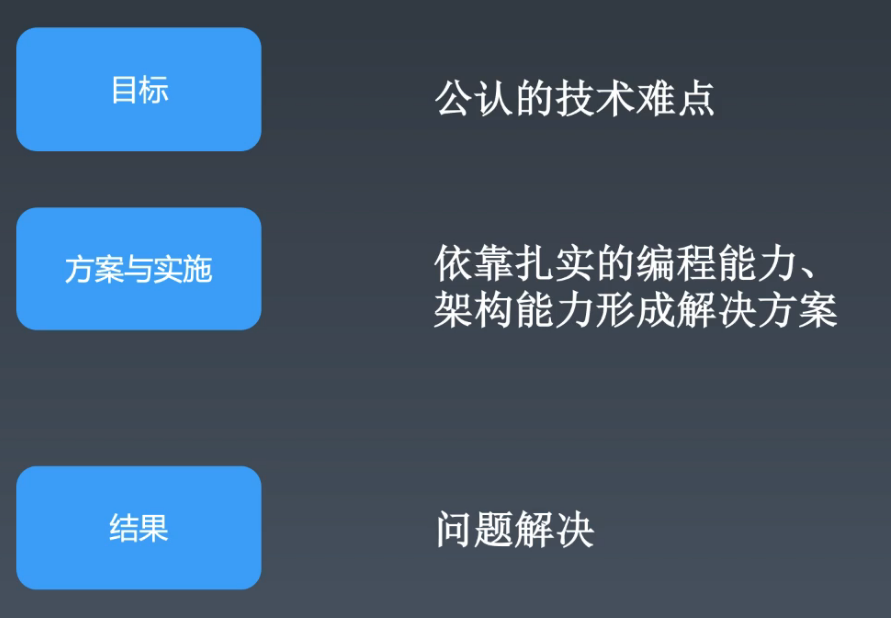 目标
公认的技术难点
方案与实施
依靠扎实的编程能力、
架构能力形成解决方案
结果
问题解决